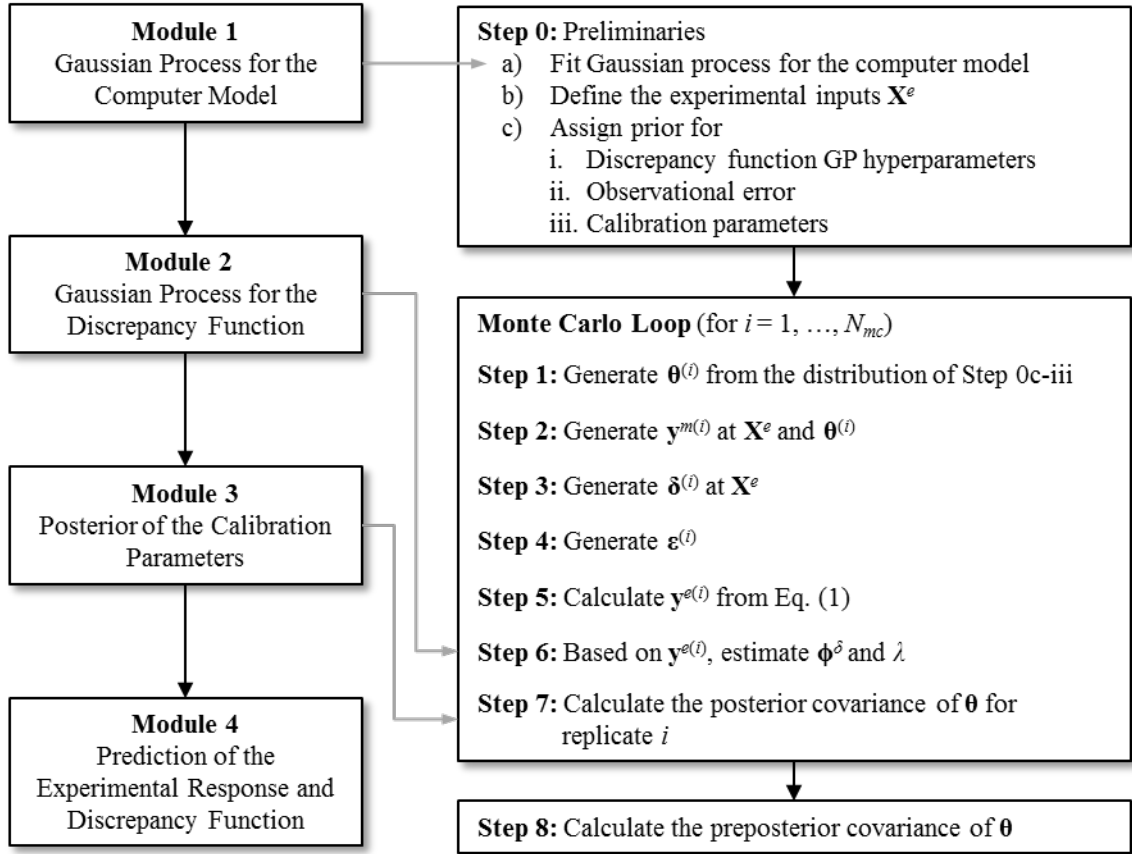 Module 1
Gaussian Process for the
Computer Model
Module 2
Gaussian Process for the
Discrepancy Function
Module 3
Posterior of the Calibration
Parameters
Module 4
Prediction of the
Experimental Response and
Discrepancy Function
Step 0: Preliminaries
a) Fit Gaussian process for the computer model
b) Define the experimental inputs Xᵉ
c) Assign prior for
i. Discrepancy function GP hyperparameters
ii. Observational error
iii. Calibration parameters
Monte Carlo Loop (for i = 1, …, N_mc)
Step 1: Generate θ⁽ⁱ⁾ from the distribution of Step 0c-iii
Step 2: Generate yᵐ⁽ⁱ⁾ at Xᵉ and θ⁽ⁱ⁾
Step 3: Generate δ⁽ⁱ⁾ at Xᵉ
Step 4: Generate ε⁽ⁱ⁾
Step 5: Calculate yᵉ⁽ⁱ⁾ from Eq. (1)
Step 6: Based on yᵉ⁽ⁱ⁾, estimate ϕᵟ and λ
Step 7: Calculate the posterior covariance of θ for
replicate i
Step 8: Calculate the preposterior covariance of θ